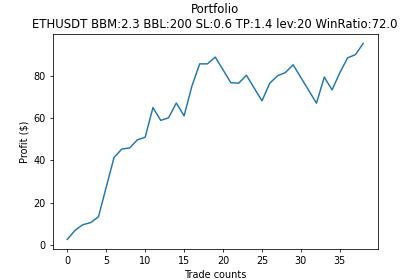 Portfolio
ETHUSDT BBM:2.3 BBL:200 SL:0.6 TP:1.4 lev:20 WinRatio:72.0
80
60
40
20
0
Profit ($)
0 5 10 15 20 25 30 35
Trade counts